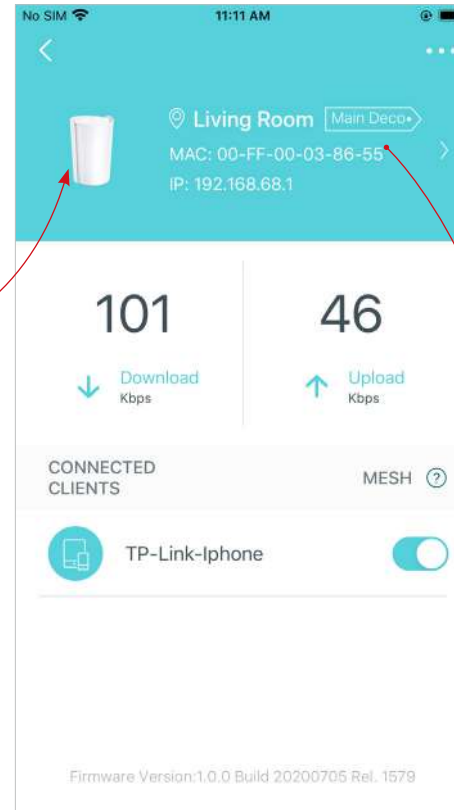 No SIM 11:11 AM
Living Room Main Deco
MAC: 00-FF-00-03-86-55
IP: 192.168.68.1
101 46
Download Upload
Kbps Kbps
CONNECTED
CLIENTS MESH ?
TP-Link-Iphone
Firmware Version:1.0.0 Build 20200705 Rel. 1579